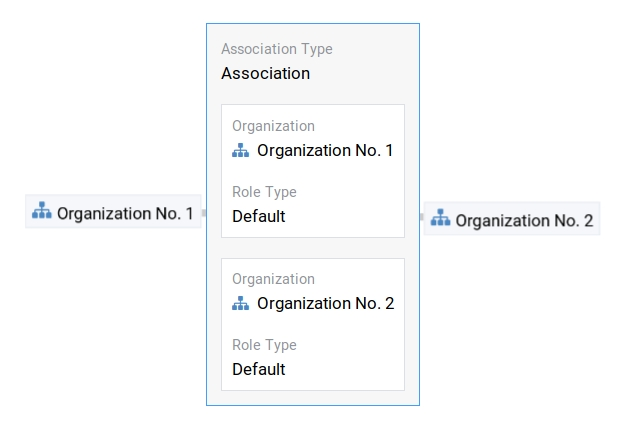 Association Type
Association
Organization
Organization No. 1
Role Type
Default
Organization No. 1
Organization No. 2
Organization
Organization No. 2
Role Type
Default